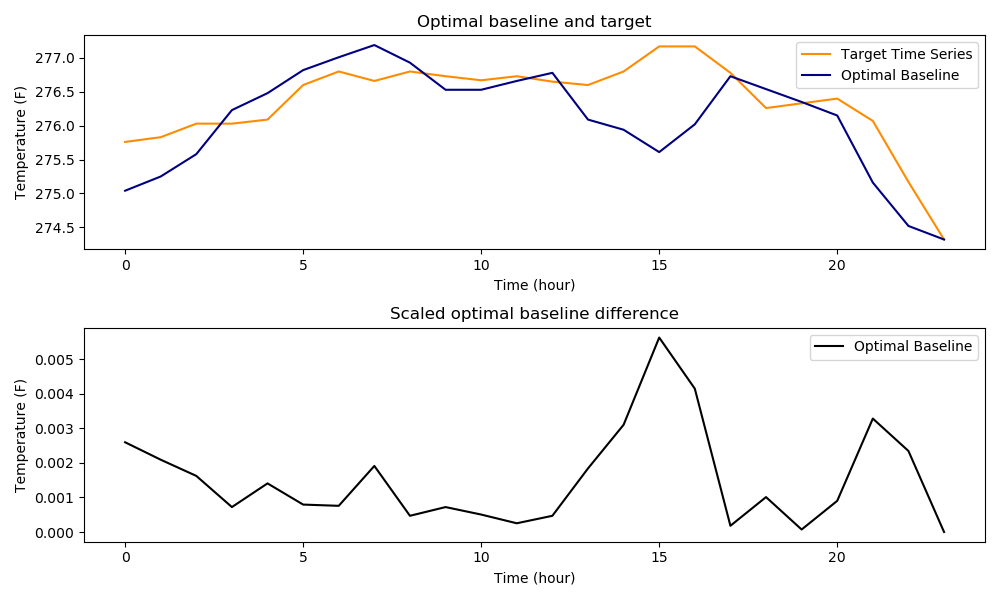 Optimal baseline and target
Temperature (F)
277.0
276.5
276.0
275.5
275.0
274.5
Target Time Series
Optimal Baseline
0 5 10 15 20
Time (hour)
Scaled optimal baseline difference
Temperature (F)
0.005
0.004
0.003
0.002
0.001
0.000
Optimal Baseline
0 5 10 15 20
Time (hour)